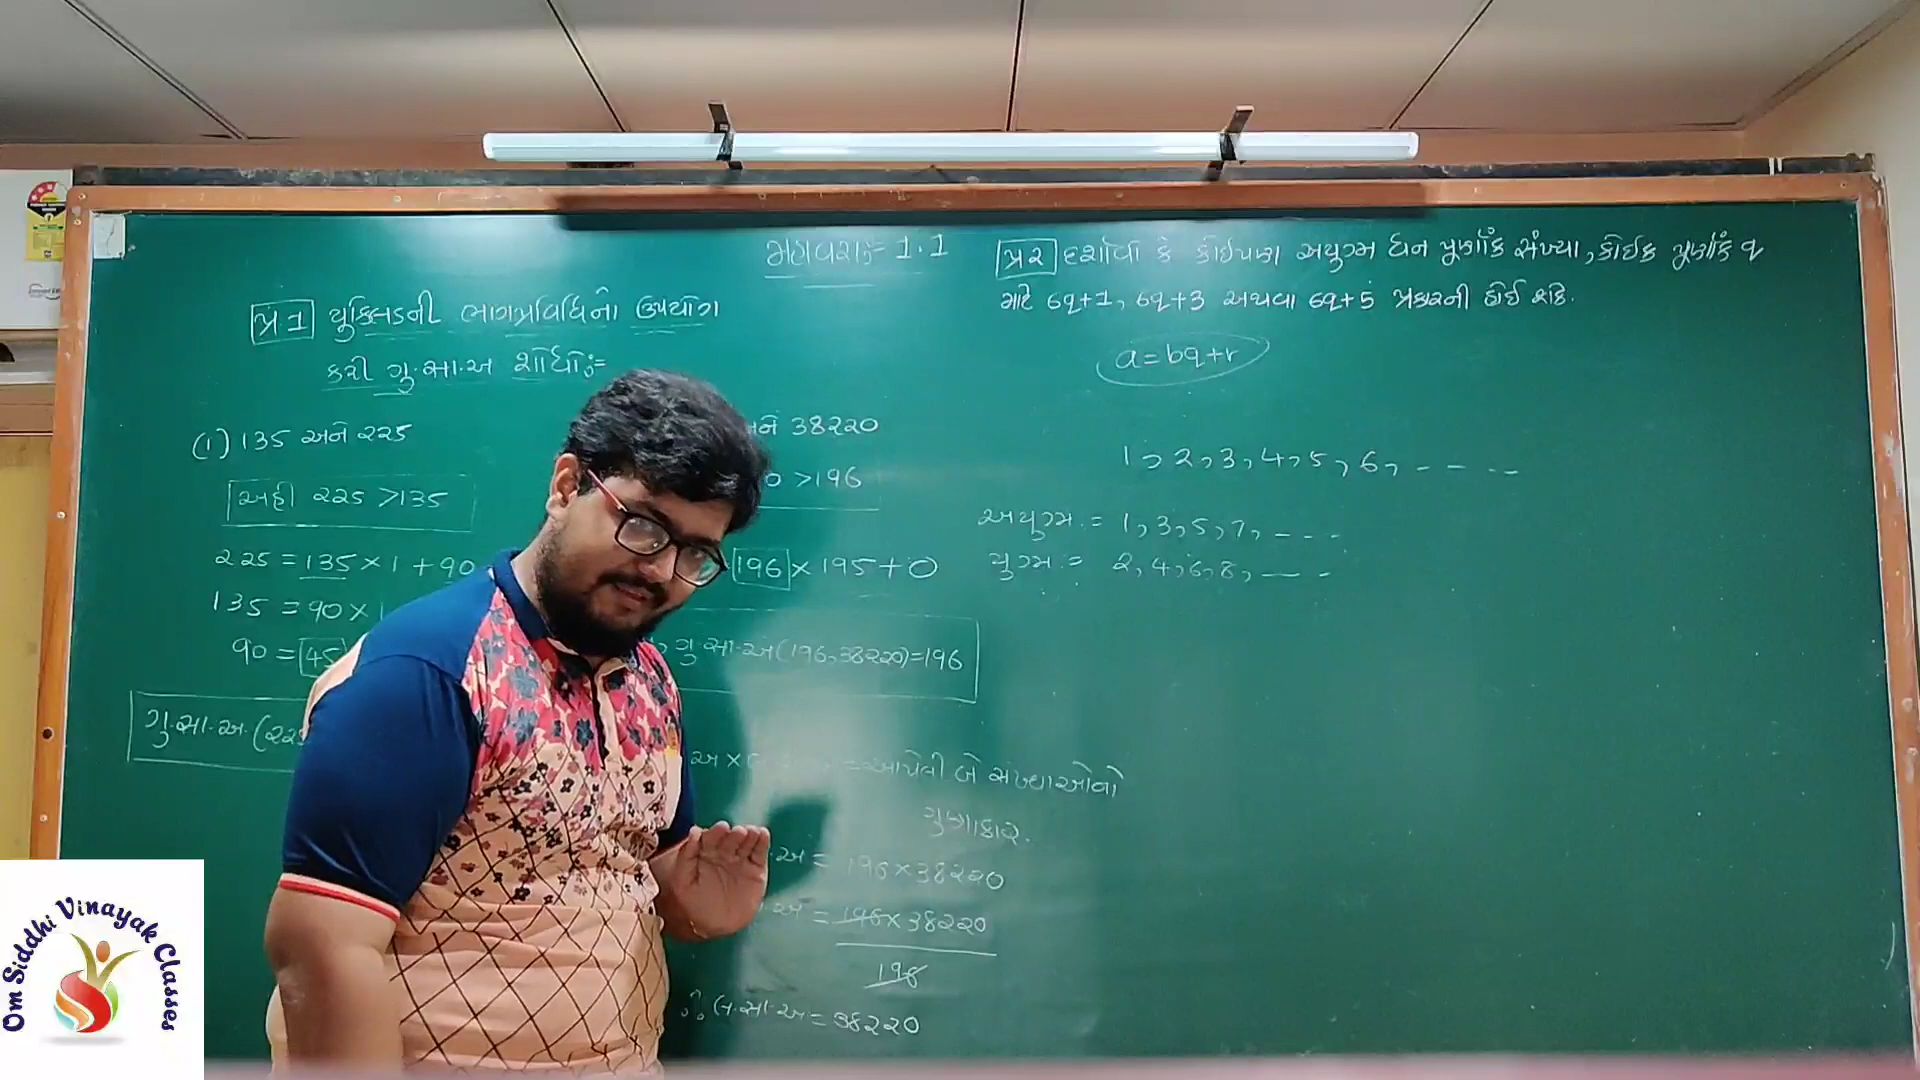 ગણવશ:- 1.1
પ્ર 1 યુક્લિડની ભાગપ્રવિધિનો ઉપયોગ
કરી ગુ.સા.અ શોધો:=
(1) 135 અને 225
અહી 225 >135
225 = 135 × 1 + 90
135 = 90 × 1
90 = 45
ગુ.સા.અ.(225
અને 38220
0 >196
196 × 195 + 0
ગુ.સા.અ(196,38220)=196
= આપેલી બે સંખ્યાઓનો
ગુણાકાર.
.અ = 196×38220
.અ = 196×38220
196
∴ લ.સા.અ = 38220
પ્ર 2 દર્શાવો કે કોઈપણ અયુગ્મ ધન પૂર્ણાંક સંખ્યા, કોઈક પૂર્ણાંક q
માટે 6q+1, 6q+3 અથવા 6q+5 પ્રકારની હોઈ શકે.
a=bq+r
1, 2, 3, 4, 5, 6, - - - -
અયુગ્મ. = 1, 3, 5, 7, - - -
યુગ્મ. = 2, 4, 6, 8, - - -
Om Siddhi Vinayak Classes